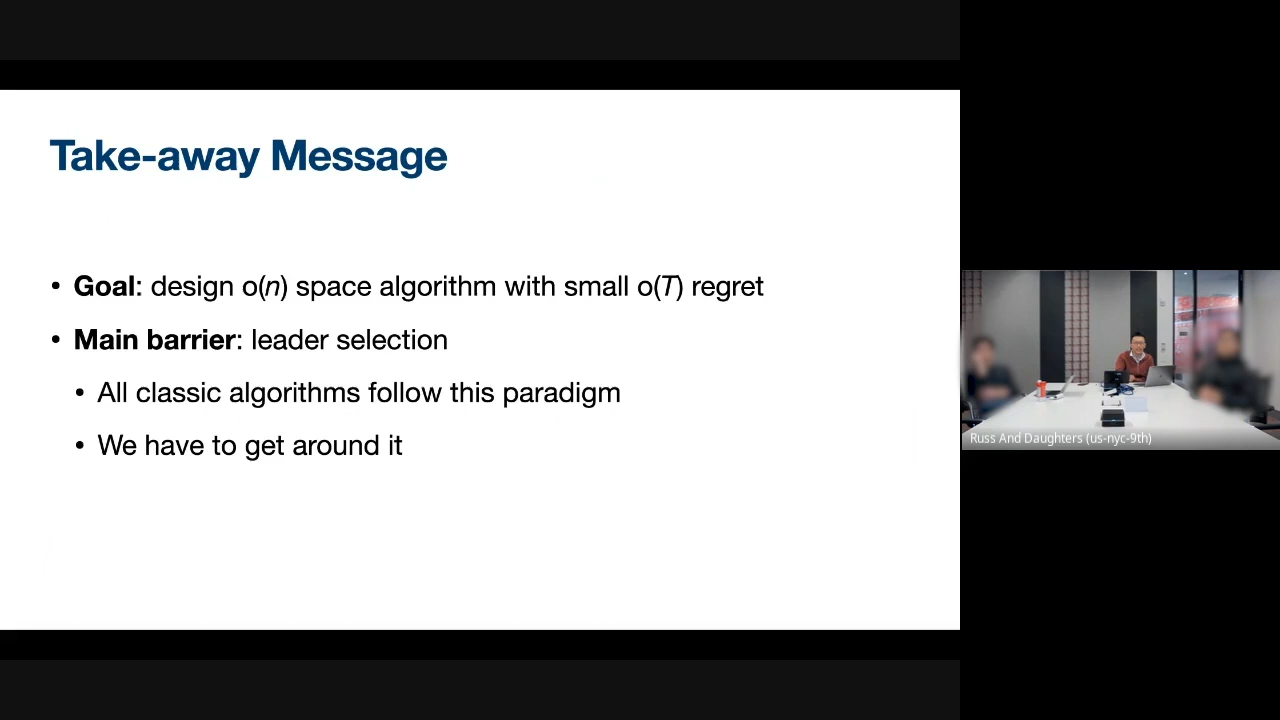 Take-away Message
• Goal: design o(n) space algorithm with small o(T) regret
• Main barrier: leader selection
• All classic algorithms follow this paradigm
• We have to get around it
Russ And Daughters (us-nyc-9th)